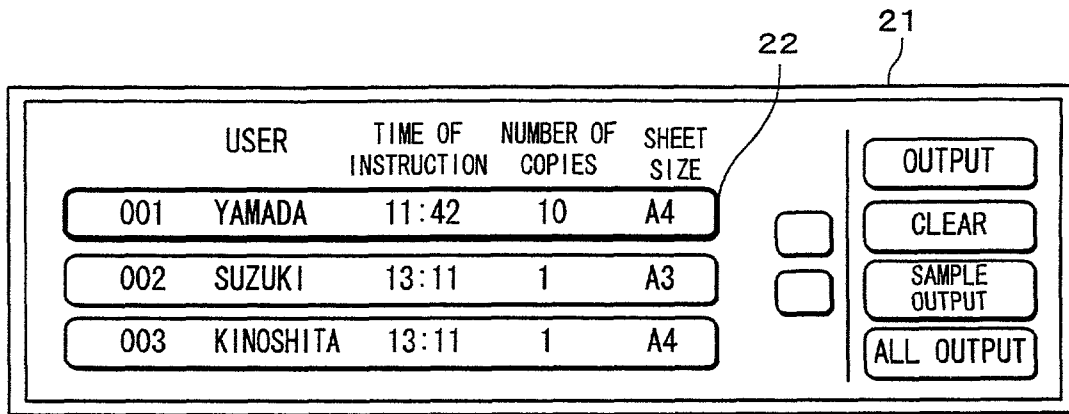 21
22
USER TIME OF INSTRUCTION NUMBER OF COPIES SHEET SIZE
001 YAMADA 11:42 10 A4
002 SUZUKI 13:11 1 A3
003 KINOSHITA 13:11 1 A4
OUTPUT
CLEAR
SAMPLE
OUTPUT
ALL OUTPUT